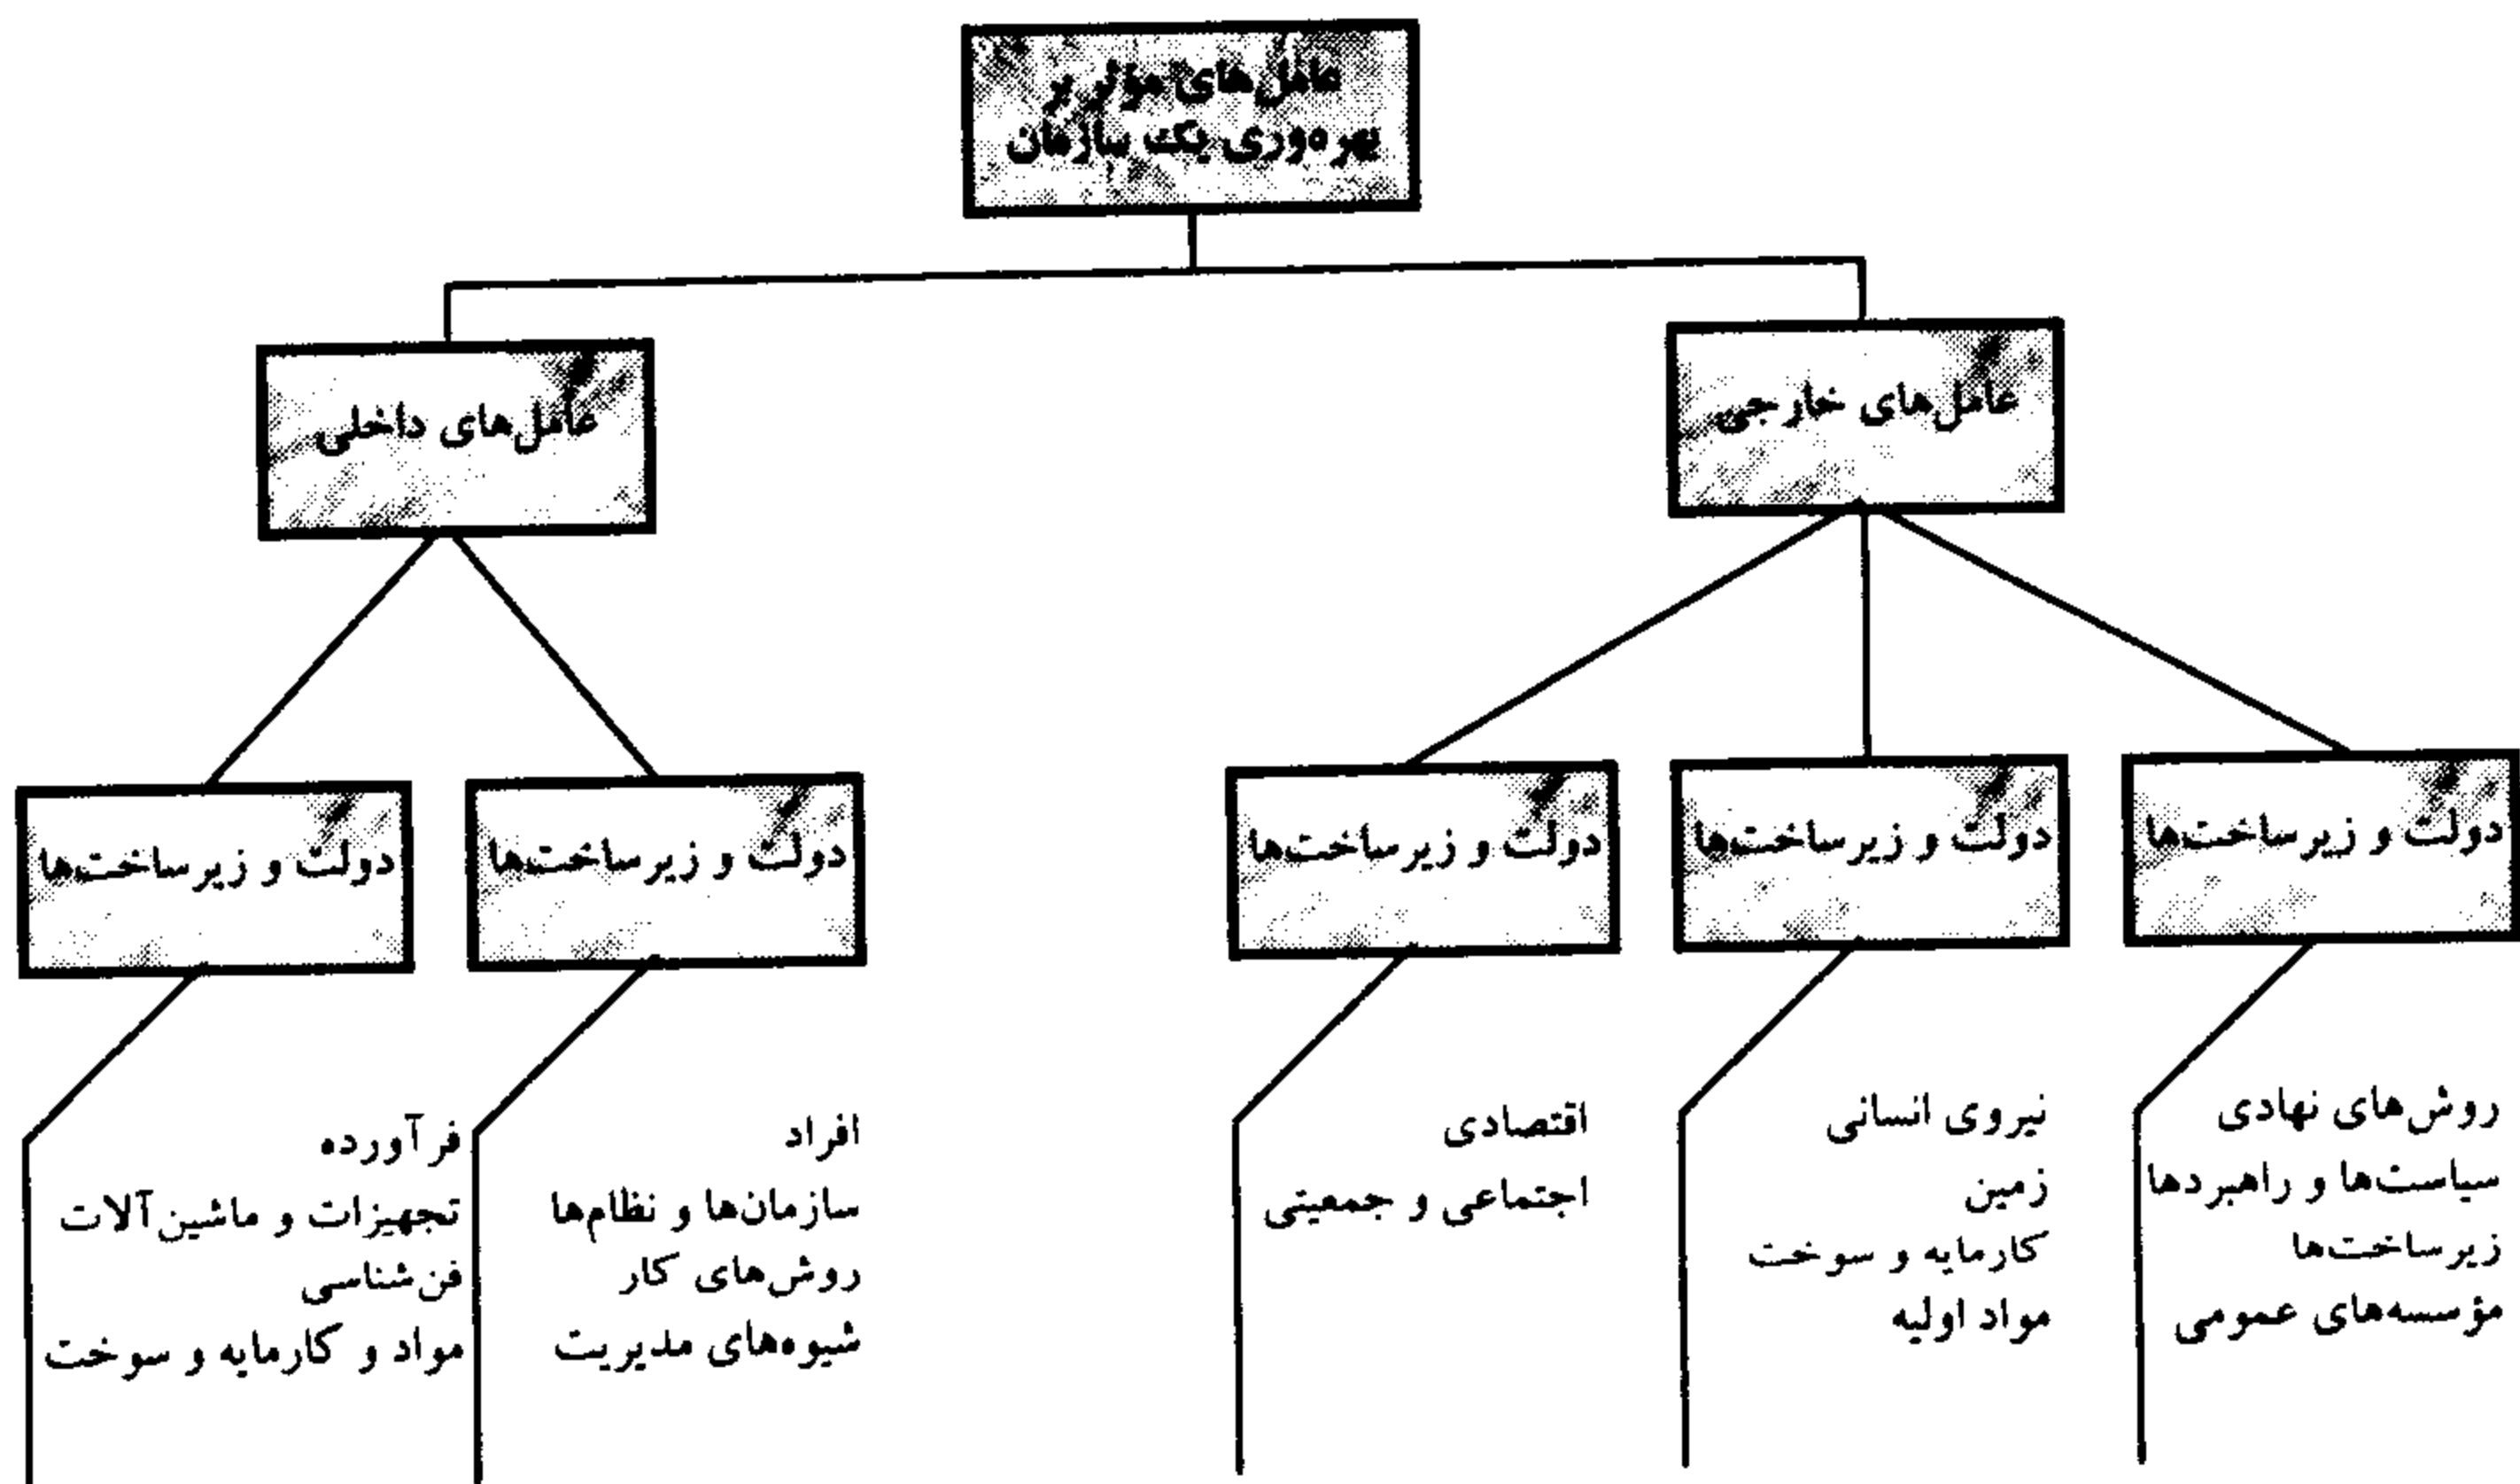 عامل‌های مؤثر بر
بهره‌وری یک سازمان
عامل‌های خارجی
عامل‌های داخلی
دولت و زیرساخت‌ها
دولت و زیرساخت‌ها
دولت و زیرساخت‌ها
دولت و زیرساخت‌ها
دولت و زیرساخت‌ها
روش‌های نهادی
سیاست‌ها و راهبردها
زیرساخت‌ها
مؤسسه‌های عمومی
نیروی انسانی
زمین
کارمایه و سوخت
مواد اولیه
اقتصادی
اجتماعی و جمعیتی
افراد
سازمان‌ها و نظام‌ها
روش‌های کار
شیوه‌های مدیریت
فرآورده
تجهیزات و ماشین‌آلات
فن‌شناسی
مواد و کارمایه و سوخت